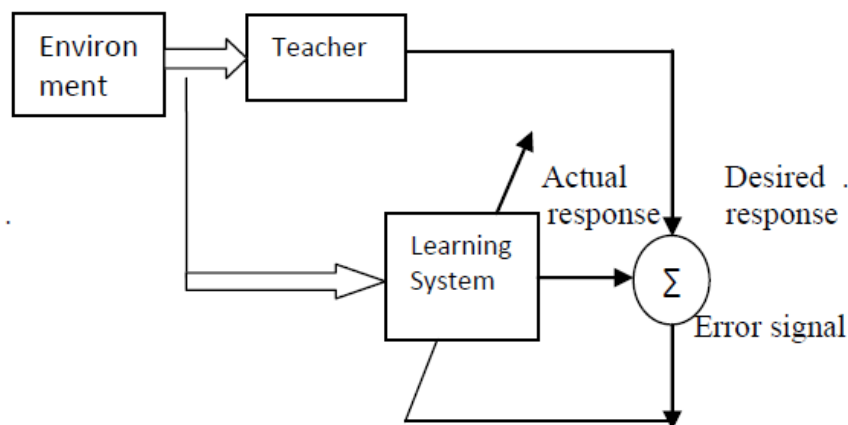 Environ
ment
Teacher
Actual
response
Desired .
response
.
Learning
System
Σ
Error signal